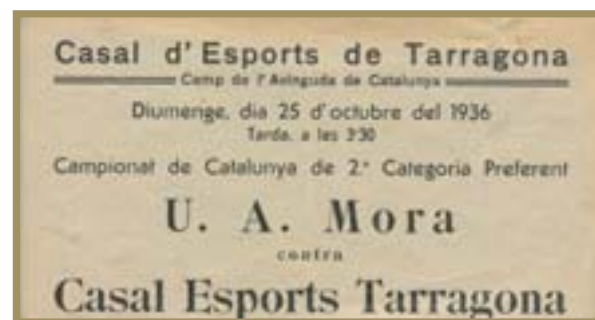 Casal d'Esports de Tarragona
Camp de l'Avinguda de Catalunya
Diumenge, dia 25 d'octubre del 1936
Tarda, a les 3'30
Campionat de Catalunya de 2.ª Categoria Preferent
U. A. Mora
contra
Casal Esports Tarragona